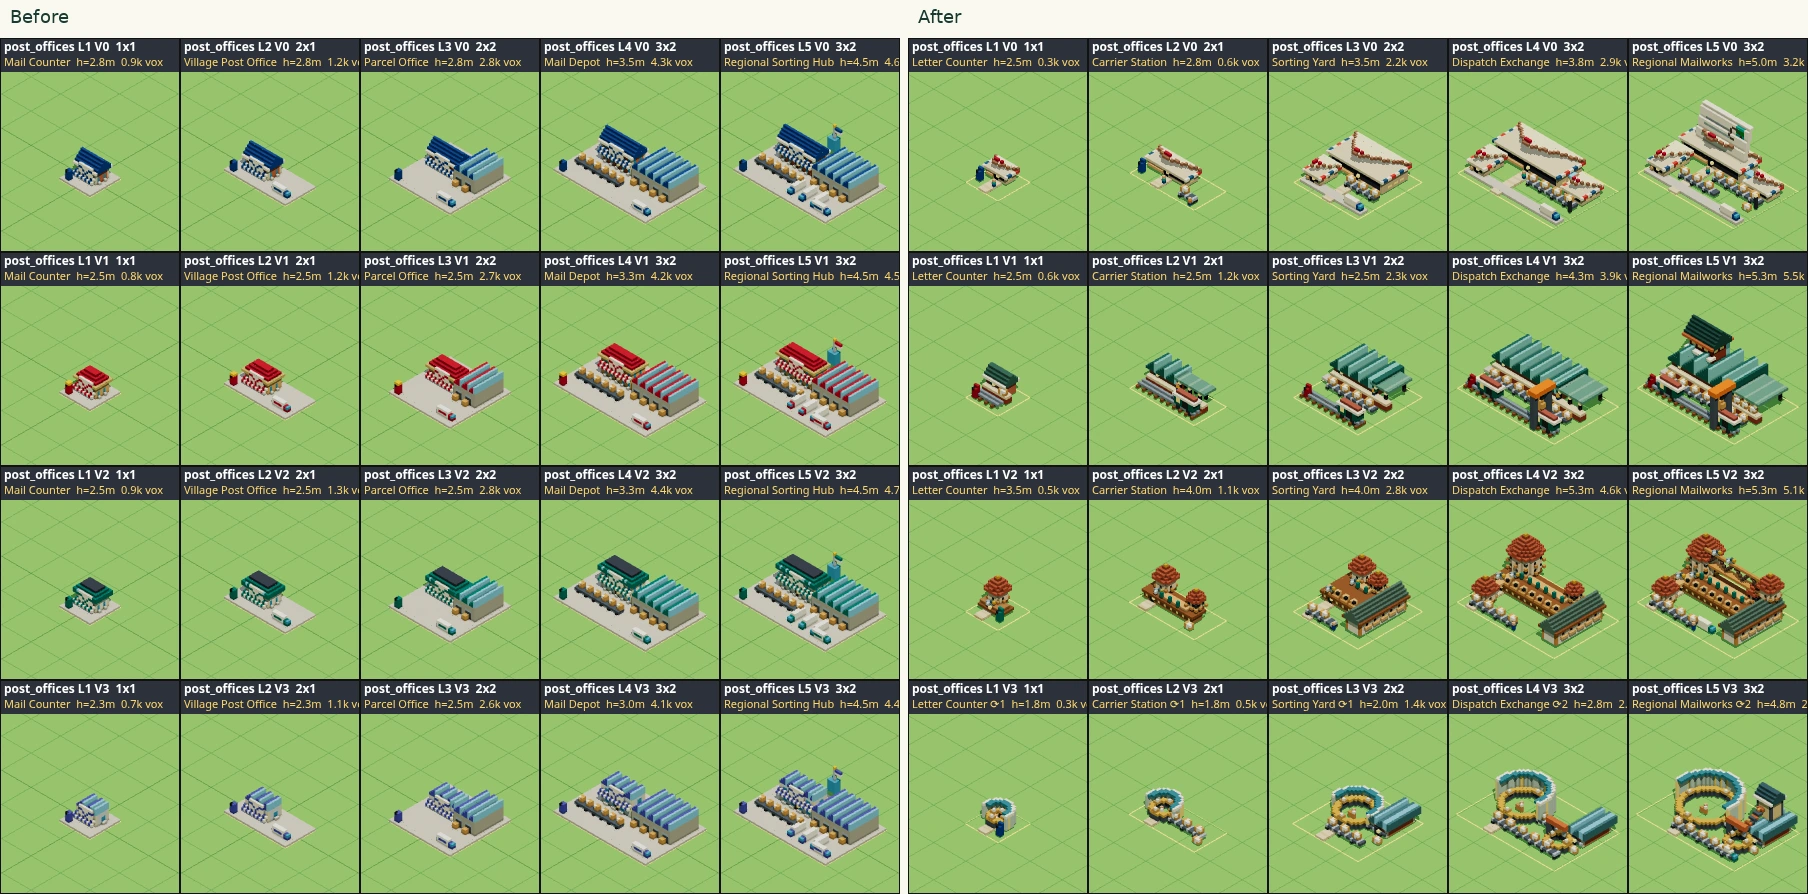 Before
After
post_offices L1 V0 1x1
Mail Counter h=2.8m 0.9k vox
post_offices L2 V0 2x1
Village Post Office h=2.8m 1.2k v
post_offices L3 V0 2x2
Parcel Office h=2.8m 2.8k vox
post_offices L4 V0 3x2
Mail Depot h=3.5m 4.3k vox
post_offices L5 V0 3x2
Regional Sorting Hub h=4.5m 4.6
post_offices L1 V0 1x1
Letter Counter h=2.5m 0.3k vox
post_offices L2 V0 2x1
Carrier Station h=2.8m 0.6k vox
post_offices L3 V0 2x2
Sorting Yard h=3.5m 2.2k vox
post_offices L4 V0 3x2
Dispatch Exchange h=3.8m 2.9k v
post_offices L5 V0 3x2
Regional Mailworks h=5.0m 3.2k
post_offices L1 V1 1x1
Mail Counter h=2.5m 0.8k vox
post_offices L2 V1 2x1
Village Post Office h=2.5m 1.2k v
post_offices L3 V1 2x2
Parcel Office h=2.5m 2.7k vox
post_offices L4 V1 3x2
Mail Depot h=3.3m 4.2k vox
post_offices L5 V1 3x2
Regional Sorting Hub h=4.5m 4.5
post_offices L1 V1 1x1
Letter Counter h=2.5m 0.6k vox
post_offices L2 V1 2x1
Carrier Station h=2.5m 1.2k vox
post_offices L3 V1 2x2
Sorting Yard h=2.5m 2.3k vox
post_offices L4 V1 3x2
Dispatch Exchange h=4.3m 3.9k v
post_offices L5 V1 3x2
Regional Mailworks h=5.3m 5.5k
post_offices L1 V2 1x1
Mail Counter h=2.5m 0.9k vox
post_offices L2 V2 2x1
Village Post Office h=2.5m 1.3k v
post_offices L3 V2 2x2
Parcel Office h=2.5m 2.8k vox
post_offices L4 V2 3x2
Mail Depot h=3.3m 4.4k vox
post_offices L5 V2 3x2
Regional Sorting Hub h=4.5m 4.7
post_offices L1 V2 1x1
Letter Counter h=3.5m 0.5k vox
post_offices L2 V2 2x1
Carrier Station h=4.0m 1.1k vox
post_offices L3 V2 2x2
Sorting Yard h=4.0m 2.8k vox
post_offices L4 V2 3x2
Dispatch Exchange h=5.3m 4.6k v
post_offices L5 V2 3x2
Regional Mailworks h=5.3m 5.1k
post_offices L1 V3 1x1
Mail Counter h=2.3m 0.7k vox
post_offices L2 V3 2x1
Village Post Office h=2.3m 1.1k v
post_offices L3 V3 2x2
Parcel Office h=2.5m 2.6k vox
post_offices L4 V3 3x2
Mail Depot h=3.0m 4.1k vox
post_offices L5 V3 3x2
Regional Sorting Hub h=4.5m 4.4
post_offices L1 V3 1x1
Letter Counter ⟳1 h=1.8m 0.3k v
post_offices L2 V3 2x1
Carrier Station ⟳1 h=1.8m 0.5k v
post_offices L3 V3 2x2
Sorting Yard ⟳1 h=2.0m 1.4k vox
post_offices L4 V3 3x2
Dispatch Exchange ⟳2 h=2.8m 2.
post_offices L5 V3 3x2
Regional Mailworks ⟳2 h=4.8m 2